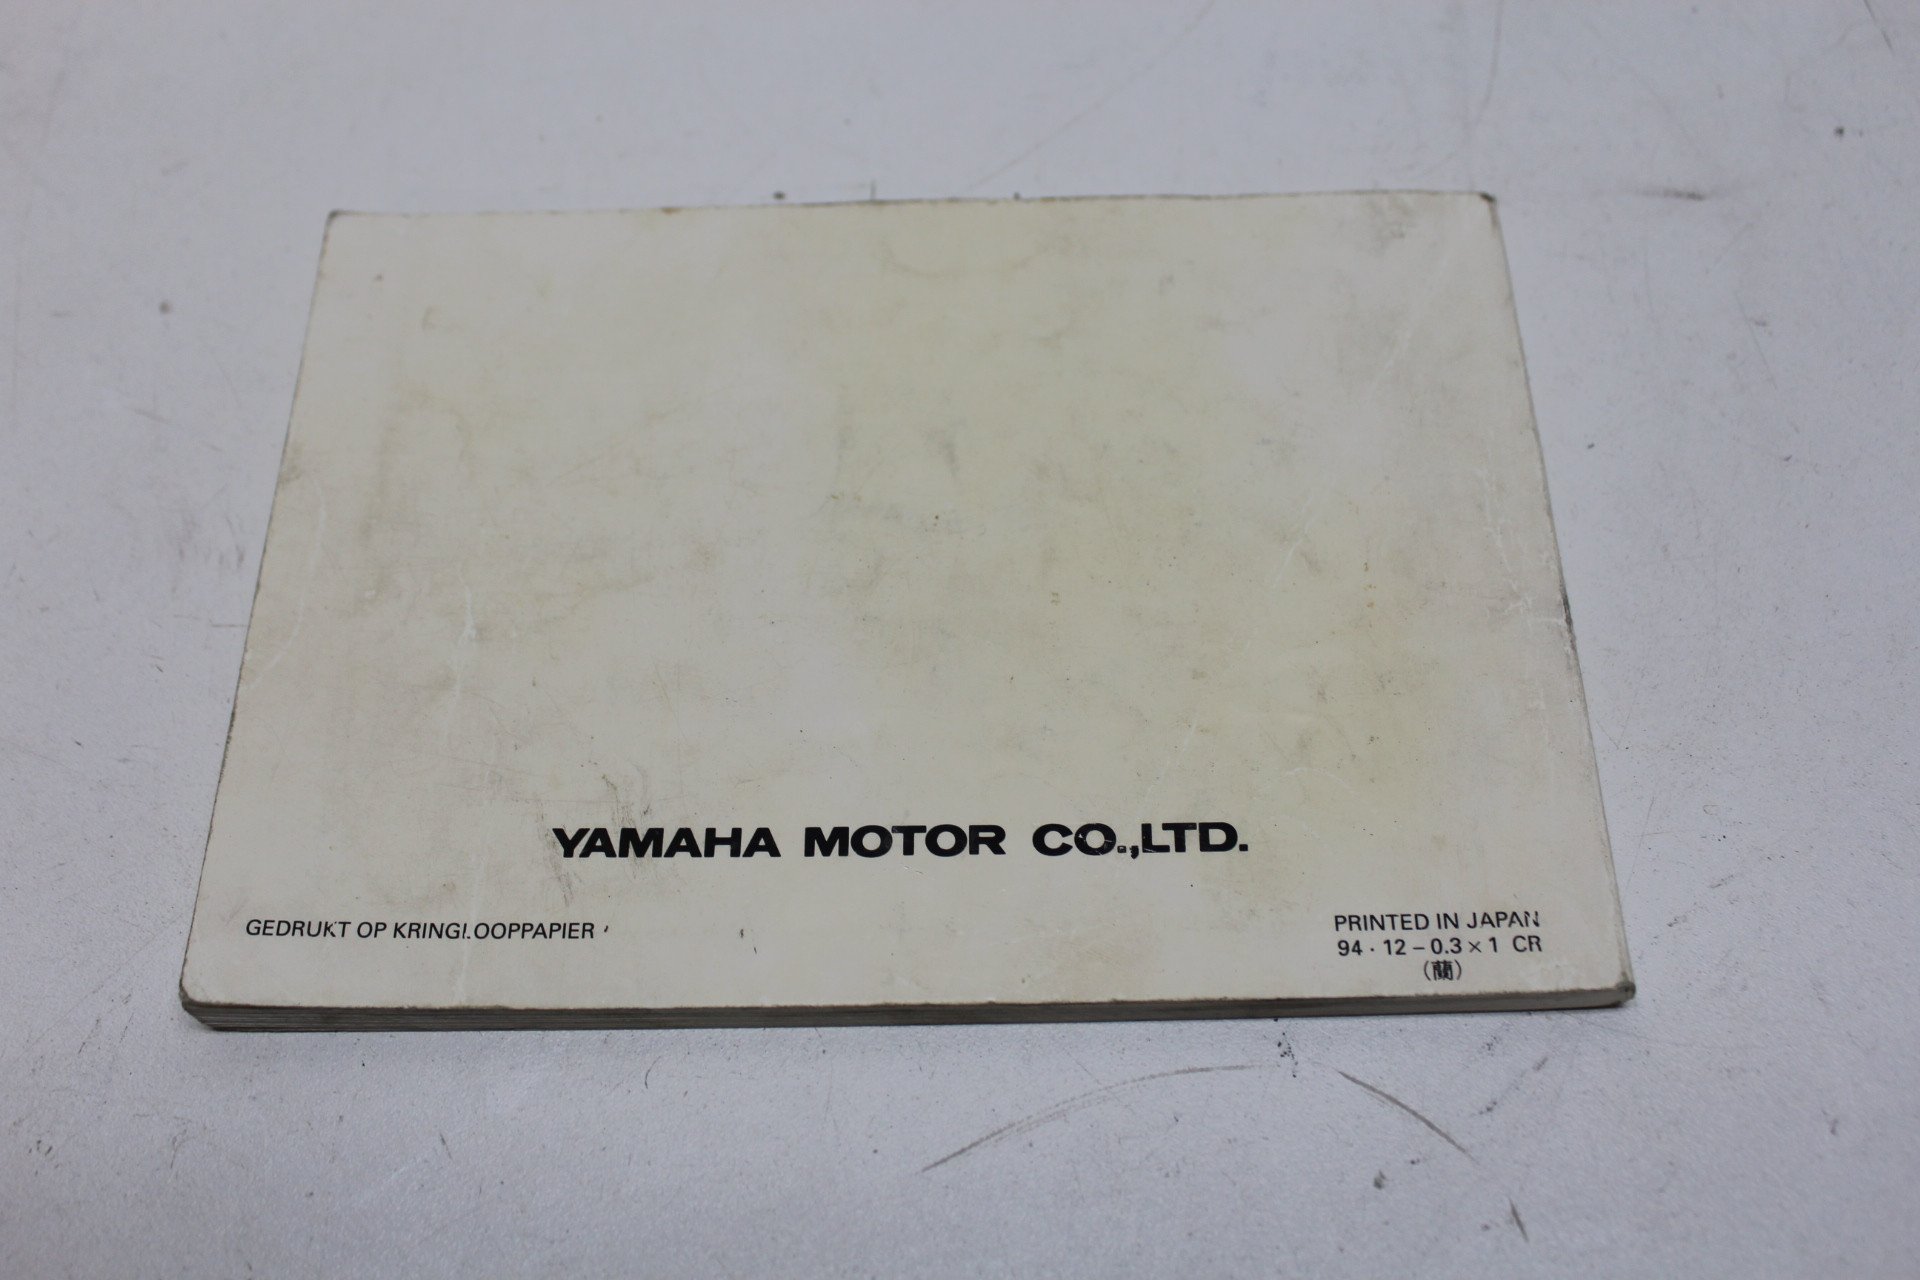 YAMAHA MOTOR CO.,LTD.
GEDRUKT OP KRINGLOOPPAPIER
PRINTED IN JAPAN
94・12－0.3×1 CR
(蘭)